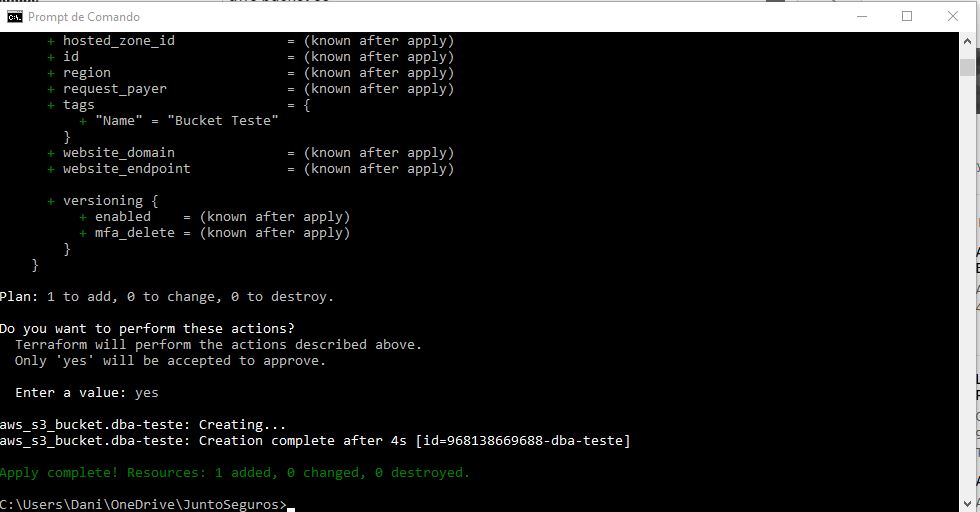 Prompt de Comando
+ hosted_zone_id = (known after apply)
+ id = (known after apply)
+ region = (known after apply)
+ request_payer = (known after apply)
+ tags = {
+ "Name" = "Bucket Teste"
}
+ website_domain = (known after apply)
+ website_endpoint = (known after apply)
+ versioning {
+ enabled = (known after apply)
+ mfa_delete = (known after apply)
}
}
Plan: 1 to add, 0 to change, 0 to destroy.
Do you want to perform these actions?
Terraform will perform the actions described above.
Only 'yes' will be accepted to approve.
Enter a value: yes
aws_s3_bucket.dba-teste: Creating...
aws_s3_bucket.dba-teste: Creation complete after 4s [id=968138669688-dba-teste]
Apply complete! Resources: 1 added, 0 changed, 0 destroyed.
C:\Users\Dani\OneDrive\JuntoSeguros>